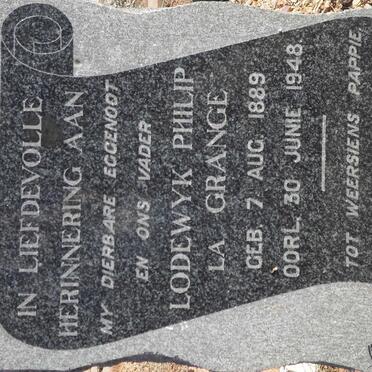 IN LIEFDEVOLLE
HERINNERING AAN
MY DIERBARE EGGENOOT
EN ONS VADER
LODEWYK PHILIP
LA GRANGE
GEB. 7 AUG. 1889
OORL. 30 JUNIE 1948
TOT WEERSIENS PAPPIE